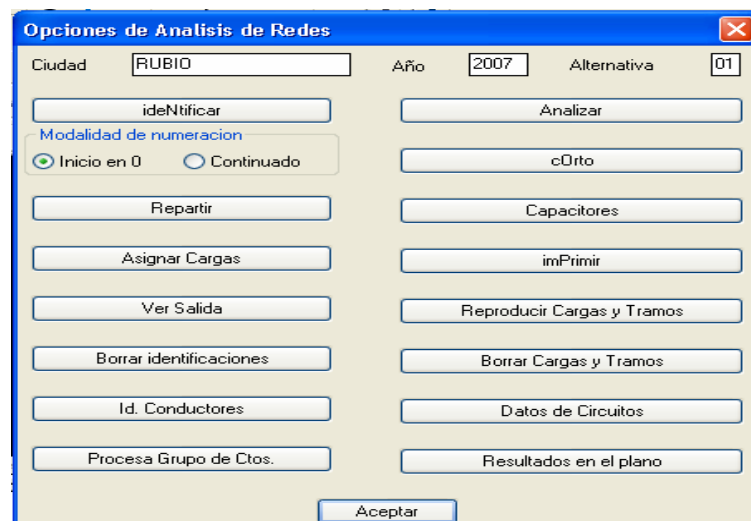 Opciones de Analisis de Redes
Ciudad RUBIO Año 2007 Alternativa 01
ideNtificar Analizar
Modalidad de numeracion
Inicio en 0 Continuado cOrto
Repartir Capacitores
Asignar Cargas imPrimir
Ver Salida Reproducir Cargas y Tramos
Borrar identificaciones Borrar Cargas y Tramos
Id. Conductores Datos de Circuitos
Procesa Grupo de Ctos. Resultados en el plano
Aceptar